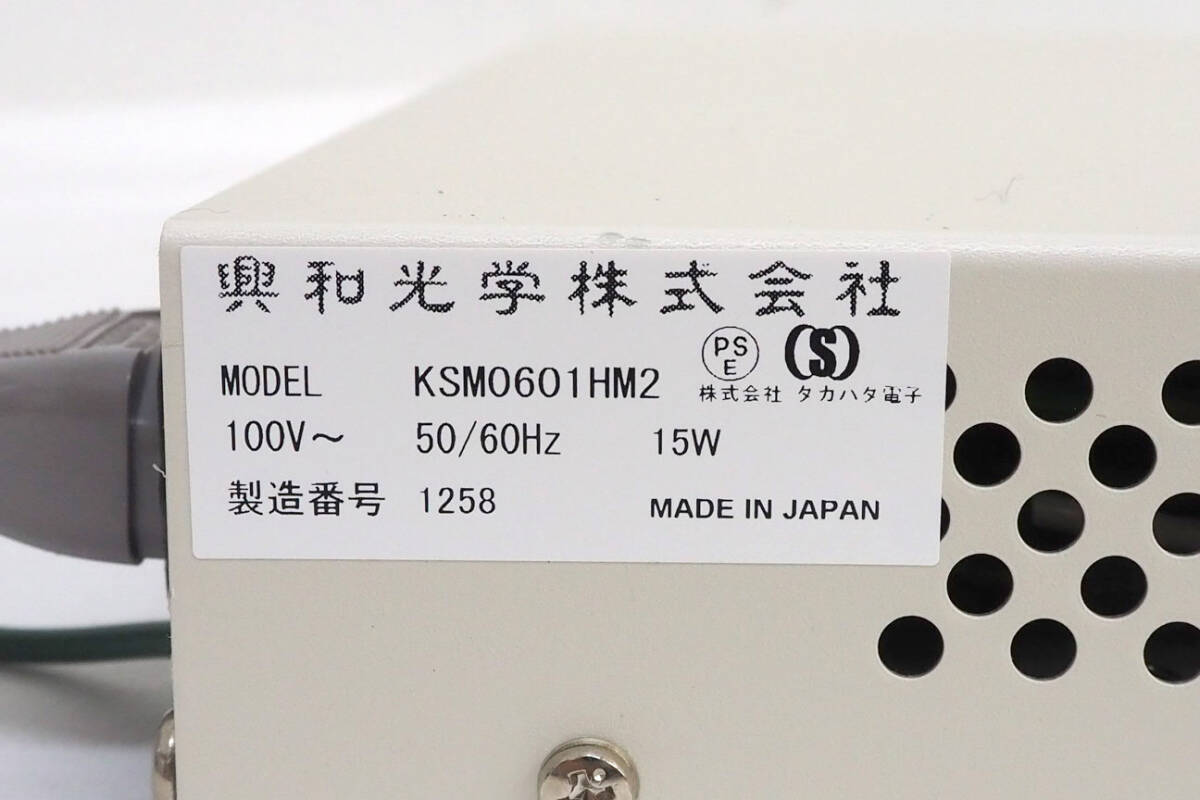 興和光学株式会社
PS
E
(S)
MODEL KSM0601HM2
株式会社 タカハタ電子
100V～ 50/60Hz 15W
製造番号 1258
MADE IN JAPAN